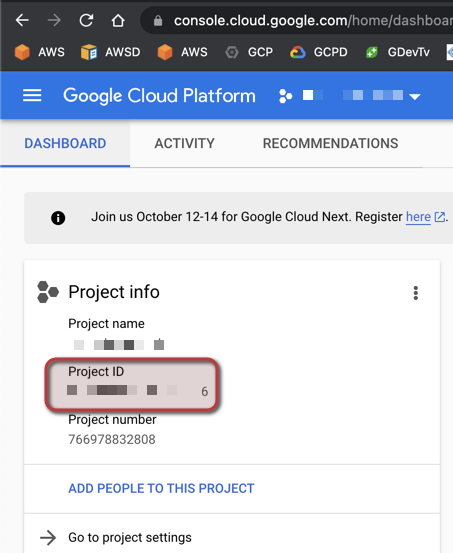 console.cloud.google.com/home/dashboar
AWS AWSD AWS GCP GCPD GDevTv
Google Cloud Platform
DASHBOARD ACTIVITY RECOMMENDATIONS
Join us October 12-14 for Google Cloud Next. Register here.
Project info
Project name
Project ID
6
Project number
766978832808
ADD PEOPLE TO THIS PROJECT
Go to project settings